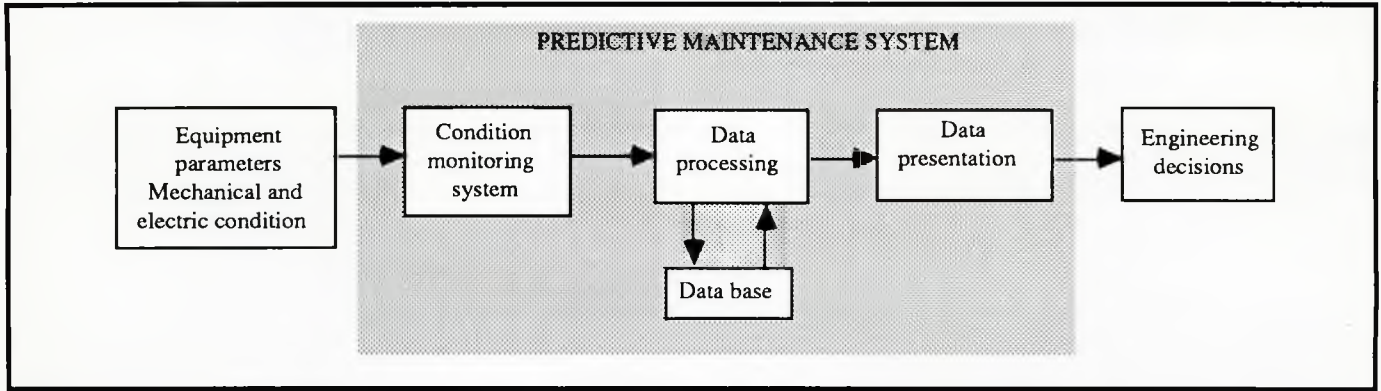 PREDICTIVE MAINTENANCE SYSTEM
Equipment
parameters
Mechanical and
electric condition
Condition
monitoring
system
Data
processing
Data
presentation
Engineering
decisions
Data base